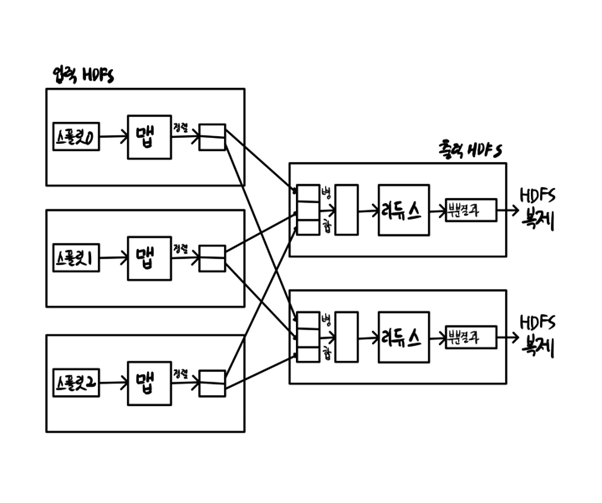 입력 HDFS
스플릿0
맵
정렬
스플릿1
맵
정렬
스플릿2
맵
정렬
출력 HDFS
병
합
리듀스
부분결과
HDFS
복제
병
합
리듀스
부분결과
HDFS
복제